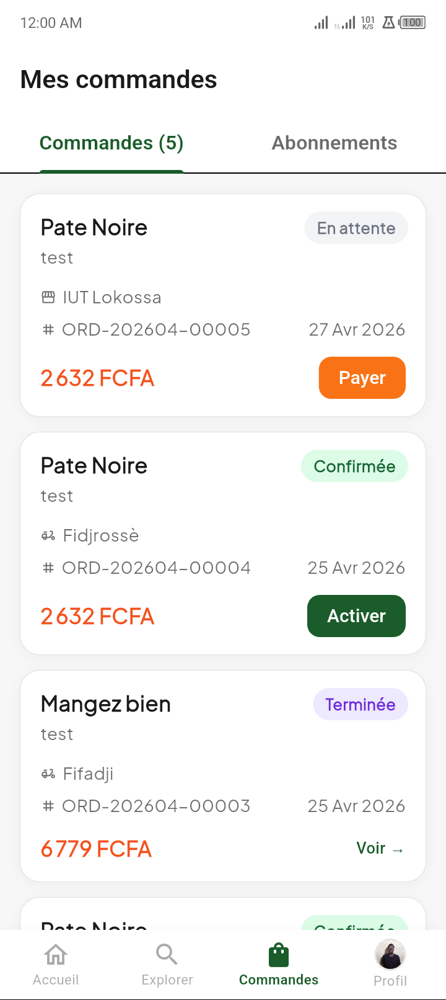 12:00 AM 101 K/S 100
Mes commandes
Commandes (5) Abonnements
Pate Noire En attente
test
IUT Lokossa
# ORD-202604-00005 27 Avr 2026
2 632 FCFA Payer
Pate Noire Confirmée
test
Fidjrossè
# ORD-202604-00004 25 Avr 2026
2 632 FCFA Activer
Mangez bien Terminée
test
Fifadji
# ORD-202604-00003 25 Avr 2026
6 779 FCFA Voir →
Pate Noire Confirmée
Accueil Explorer Commandes Profil